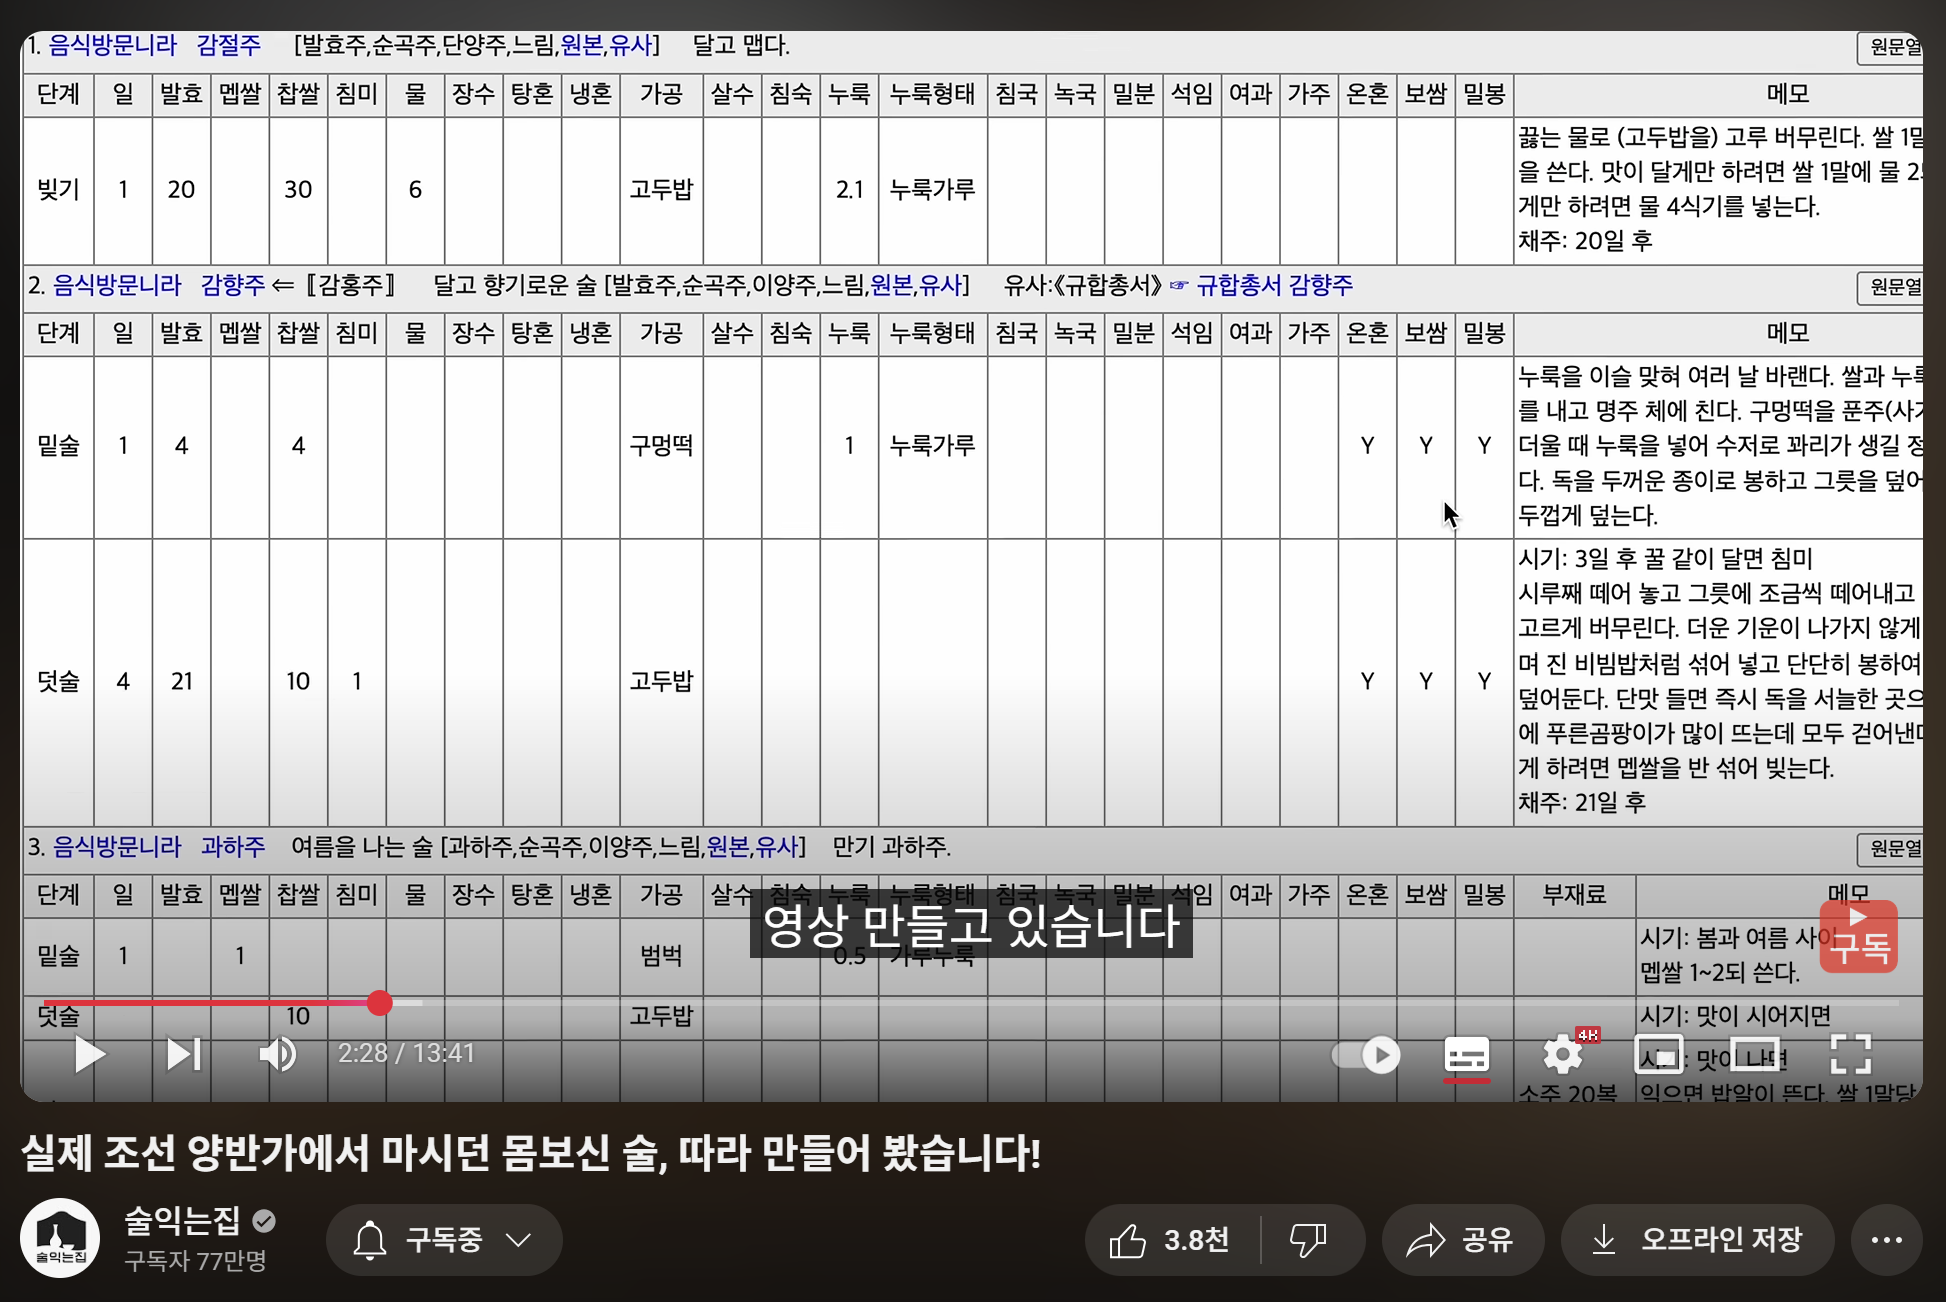 1. 음식방문니라 감절주 [발효주,순곡주,단양주,느림,원본,유사] 달고 맵다.
원문열
단계 일 발효 멥쌀 찹쌀 침미 물 장수 탕혼 냉혼 가공 살수 침숙 누룩 누룩형태 침국 녹국 밀분 석임 여과 가주 온혼 보쌈 밀봉 메모
빚기 1 20 30 6 고두밥 2.1 누룩가루
끓는 물로 (고두밥을) 고루 버무린다. 쌀 1말
을 쓴다. 맛이 달게만 하려면 쌀 1말에 물 2
게만 하려면 물 4식기를 넣는다.
채주: 20일 후
2. 음식방문니라 감향주 ⇐〚감홍주〛 달고 향기로운 술 [발효주,순곡주,이양주,느림,원본,유사] 유사:《규합총서》☞ 규합총서 감향주
원문열
단계 일 발효 멥쌀 찹쌀 침미 물 장수 탕혼 냉혼 가공 살수 침숙 누룩 누룩형태 침국 녹국 밀분 석임 여과 가주 온혼 보쌈 밀봉 메모
밑술 1 4 4 구멍떡 1 누룩가루 Y Y Y
누룩을 이슬 맞혀 여러 날 바랜다. 쌀과 누룩
를 내고 명주 체에 친다. 구멍떡을 푼주(사기
더울 때 누룩을 넣어 수저로 꽈리가 생길 정
다. 독을 두꺼운 종이로 봉하고 그릇을 덮어
두껍게 덮는다.
덧술 4 21 10 1 고두밥 Y Y Y
시기: 3일 후 꿀 같이 달면 침미
시루째 떼어 놓고 그릇에 조금씩 떼어내고
고르게 버무린다. 더운 기운이 나가지 않게
며 진 비빔밥처럼 섞어 넣고 단단히 봉하여
덮어둔다. 단맛 들면 즉시 독을 서늘한 곳으
에 푸른곰팡이가 많이 뜨는데 모두 걷어낸다
게 하려면 멥쌀을 반 섞어 빚는다.
채주: 21일 후
3. 음식방문니라 과하주 여름을 나는 술 [과하주,순곡주,이양주,느림,원본,유사] 만기 과하주.
원문열
단계 일 발효 멥쌀 찹쌀 침미 물 장수 탕혼 냉혼 가공 살수 침숙 누룩 누룩형태 침국 녹국 밀분 석임 여과 가주 온혼 보쌈 밀봉 부재료 메모
밑술 1 1 범벅 0.5 가루누룩
시기: 봄과 여름 사이
멥쌀 1~2되 쓴다.
영상 만들고 있습니다
구독
덧술 10 고두밥 시기: 맛이 시어지면
시기: 맛이 나면
소주 20복 익으면 밥알이 뜬다. 쌀 1말당
2:28 / 13:41
4K
실제 조선 양반가에서 마시던 몸보신 술, 따라 만들어 봤습니다!
술익는집
술익는집
구독자 77만명
구독중
3.8천
공유
오프라인 저장